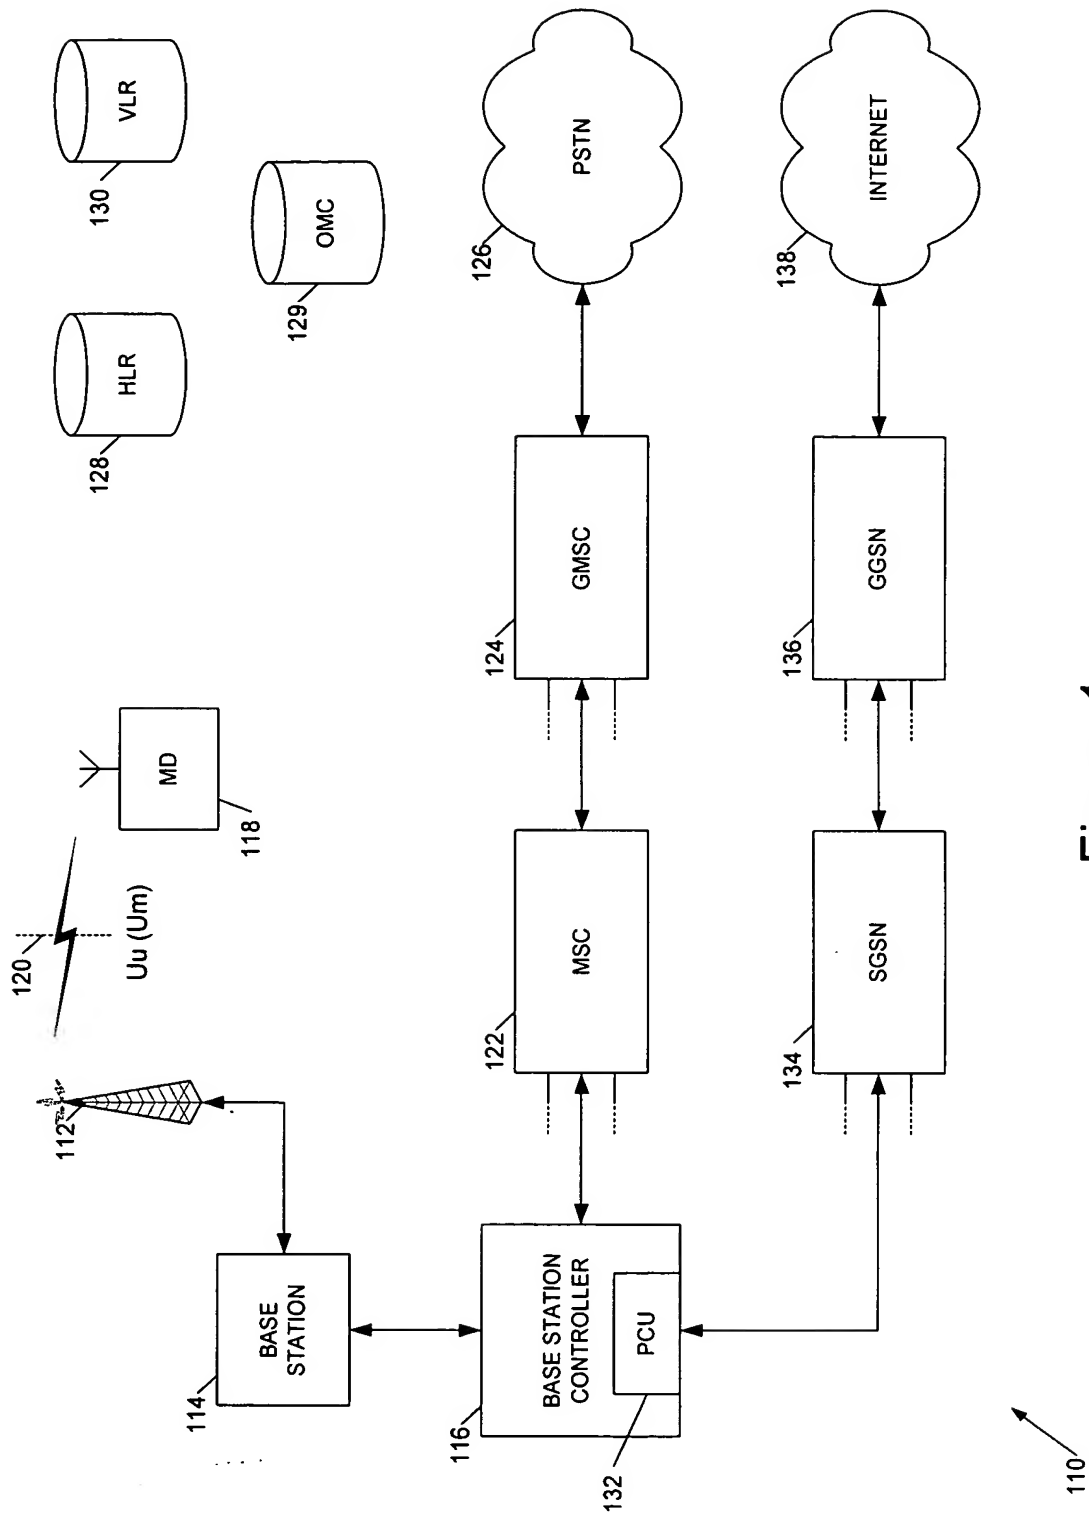 120
112
128
130
HLR
VLR
Uu (Um)
MD
114
118
BASE
STATION
129
OMC
116
122
124
126
BASE STATION
CONTROLLER
MSC
GMSC
PSTN
132
PCU
134
136
138
SGSN
GGSN
INTERNET
110